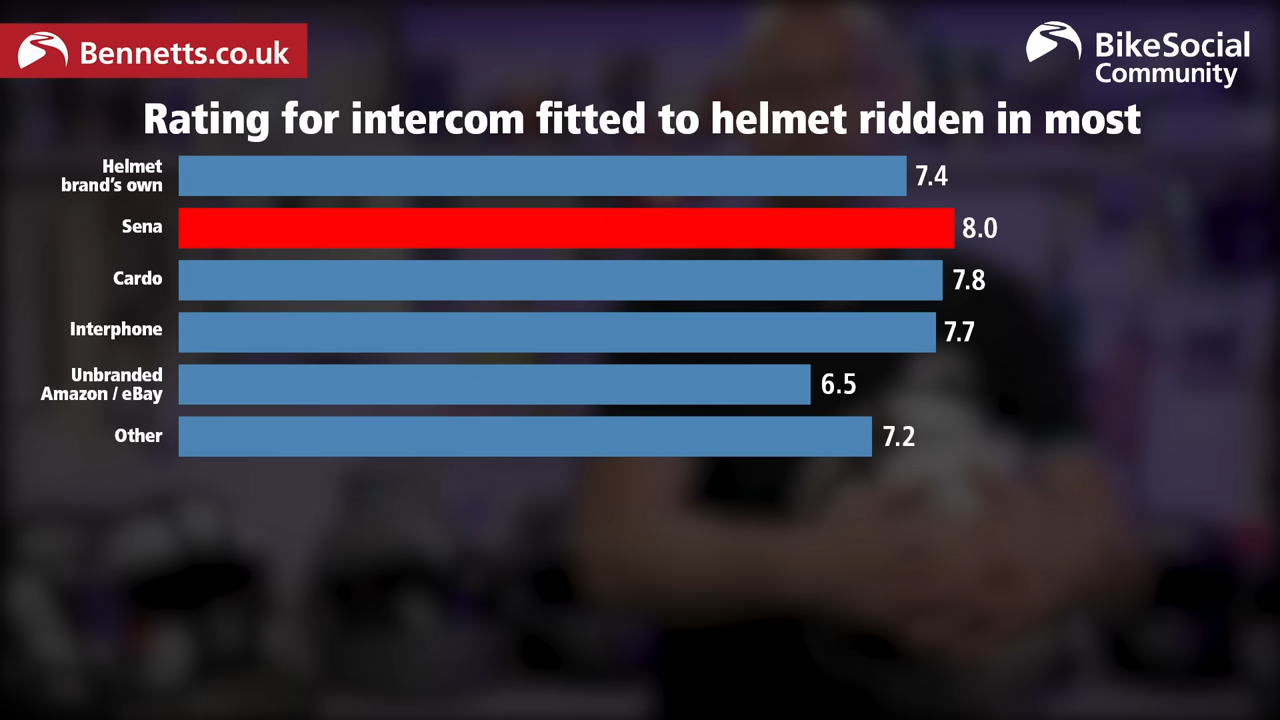 Bennetts.co.uk
BikeSocial
Community
Rating for intercom fitted to helmet ridden in most
Helmet
brand's own
7.4
Sena
8.0
Cardo
7.8
Interphone
7.7
Unbranded
Amazon / eBay
6.5
Other
7.2